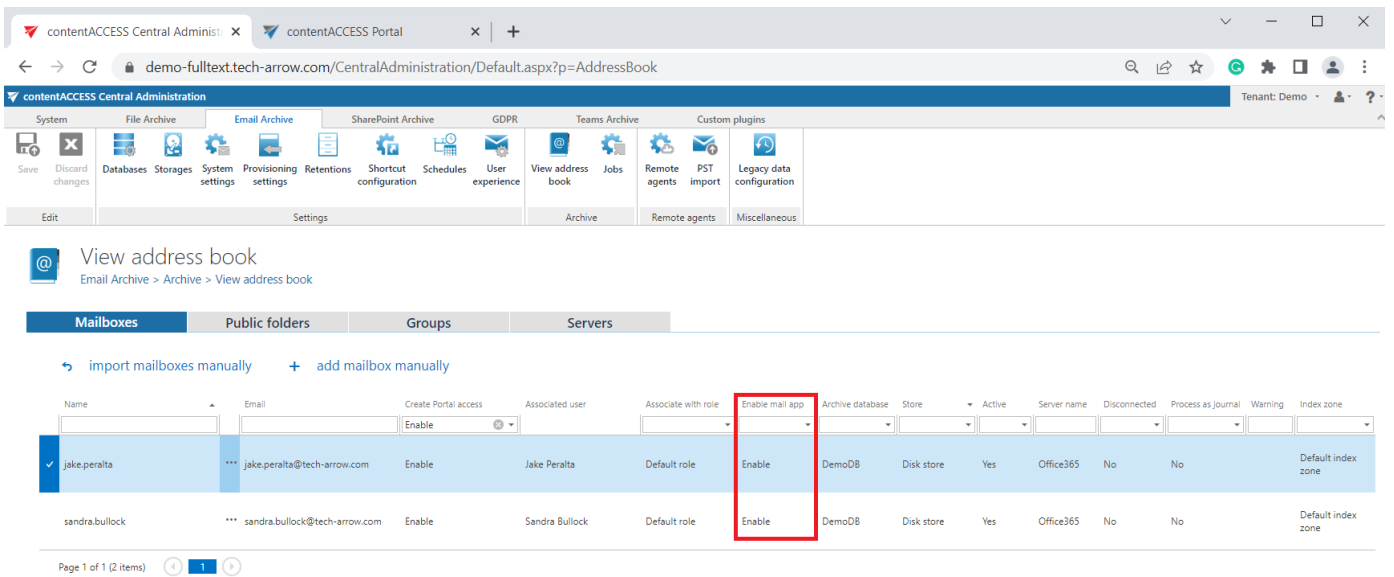 contentACCESS Central Administ
contentACCESS Portal
demo-fulltext.tech-arrow.com/CentralAdministration/Default.aspx?p=AddressBook
contentACCESS Central Administration
Tenant: Demo
?
System
File Archive
Email Archive
SharePoint Archive
GDPR
Teams Archive
Custom plugins
Save
Discard changes
Databases
Storages
System settings
Provisioning settings
Retentions
Shortcut configuration
Schedules
User experience
View address book
Jobs
Remote agents
PST import
Legacy data configuration
Edit
Settings
Archive
Remote agents
Miscellaneous
View address book
Email Archive > Archive > View address book
Mailboxes
Public folders
Groups
Servers
import mailboxes manually
+ add mailbox manually
Name
Email
Create Portal access
Associated user
Associate with role
Enable mail app
Archive database
Store
Active
Server name
Disconnected
Process as journal
Warning
Index zone
Enable
jake.peralta
jake.peralta@tech-arrow.com
Enable
Jake Peralta
Default role
Enable
DemoDB
Disk store
Yes
Office365
No
No
Default index zone
sandra.bullock
sandra.bullock@tech-arrow.com
Enable
Sandra Bullock
Default role
Enable
DemoDB
Disk store
Yes
Office365
No
No
Default index zone
Page 1 of 1 (2 items)
1